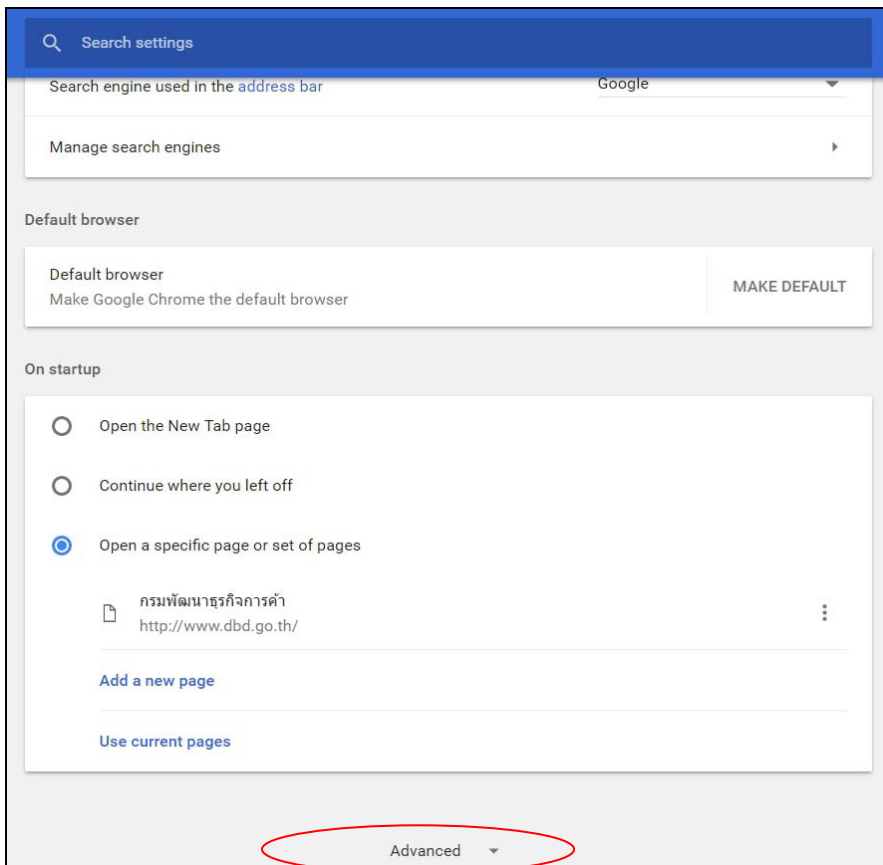 Search settings
Search engine used in the address bar Google
Manage search engines
Default browser
Default browser
Make Google Chrome the default browser
MAKE DEFAULT
On startup
Open the New Tab page
Continue where you left off
Open a specific page or set of pages
กรมพัฒนาธุรกิจการค้า
http://www.dbd.go.th/
Add a new page
Use current pages
Advanced